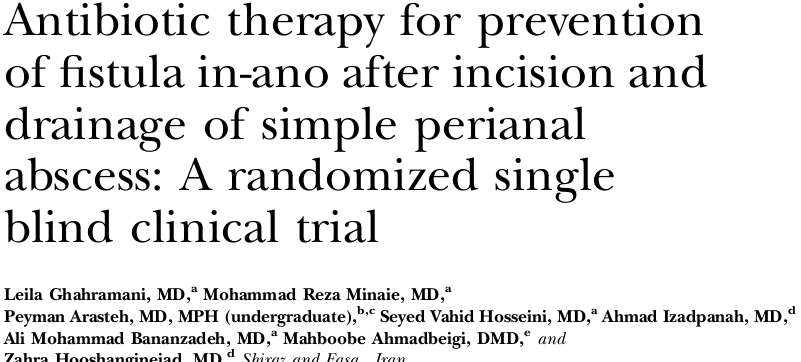 Antibiotic therapy for prevention
of fistula in-ano after incision and
drainage of simple perianal
abscess: A randomized single
blind clinical trial
Leila Ghahramani, MD,a Mohammad Reza Minaie, MD,a
Peyman Arasteh, MD, MPH (undergraduate),b,c Seyed Vahid Hosseini, MD,a Ahmad Izadpanah, MD,d
Ali Mohammad Bananzadeh, MD,a Mahboobe Ahmadbeigi, DMD,e and
Zahra Hooshanginejad, MD,d Shiraz and Fasa, Iran